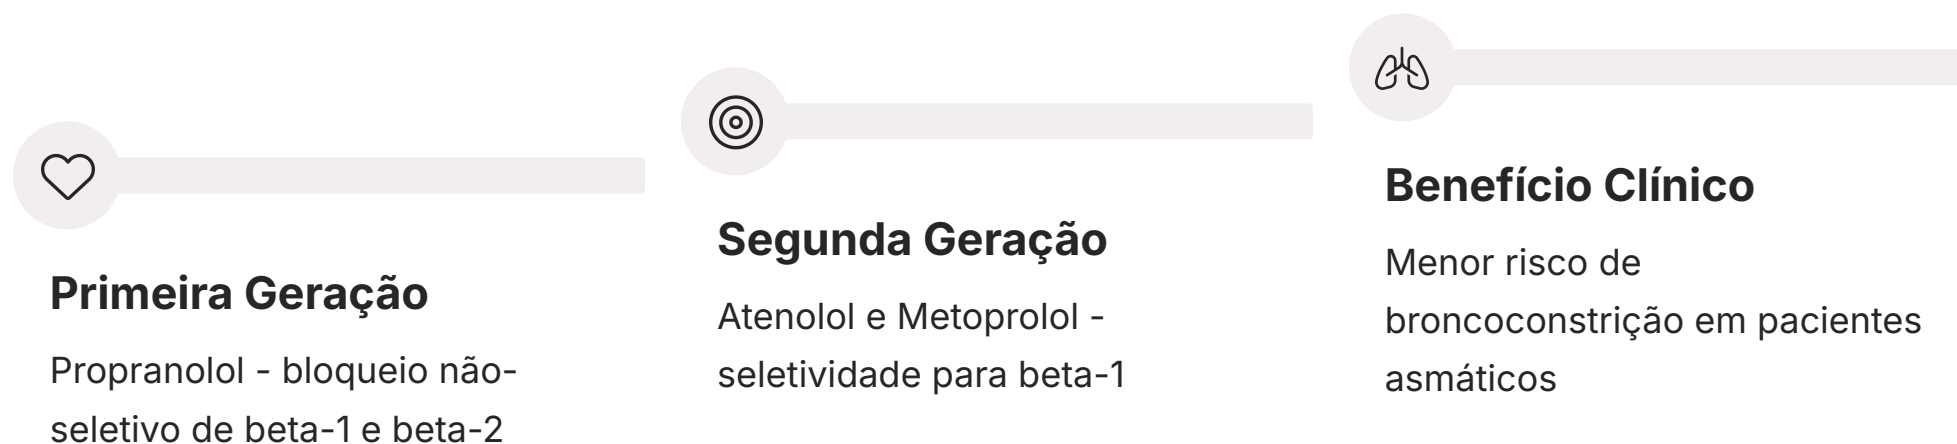 Primeira Geração
Propranolol - bloqueio não-
seletivo de beta-1 e beta-2
Segunda Geração
Atenolol e Metoprolol -
seletividade para beta-1
Benefício Clínico
Menor risco de
broncoconstrição em pacientes
asmáticos